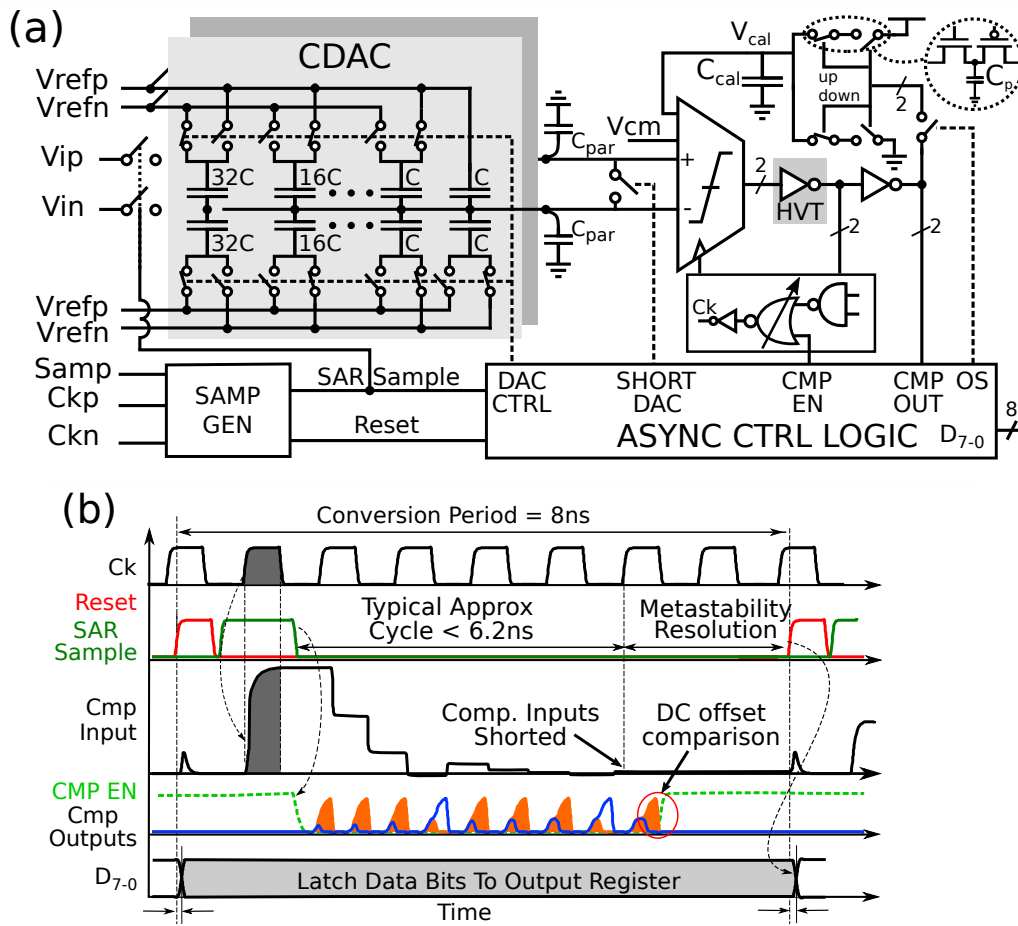 (a)
CDAC
Vrefp
Vrefn
Vip
Vin
32C
16C
C
C
32C
16C
C
C
Vrefp
Vrefn
Samp
Ckp
Ckn
SAMP
GEN
SAR Sample
Reset
Cpar
Cpar
Vcm
Vcal
Ccal
up
down
2
Cp
+
-
2
HVT
2
2
Ck
DAC
CTRL
SHORT
DAC
CMP
EN
CMP
OUT
OS
ASYNC CTRL LOGIC
D7-0
8
(b)
Conversion Period = 8ns
Ck
Reset
SAR
Sample
Typical Approx
Cycle < 6.2ns
Metastability
Resolution
Cmp
Input
Comp. Inputs
Shorted
DC offset
comparison
CMP EN
Cmp
Outputs
D7-0
Latch Data Bits To Output Register
Time